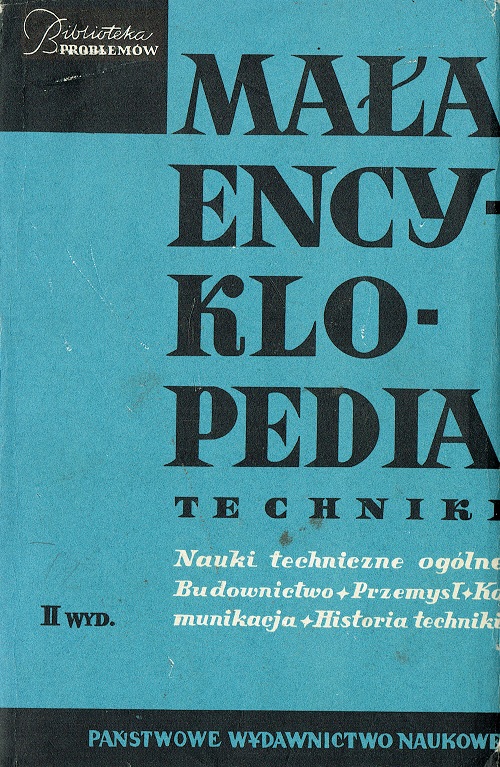 Biblioteka
PROBLEMÓW
MAŁA
ENCY-
KLO-
PEDIA
TECHNIKI
Nauki techniczne ogólne
Budownictwo ✦ Przemysł ✦ Ko
munikacja ✦ Historia techniki
II WYD.
PAŃSTWOWE WYDAWNICTWO NAUKOWE